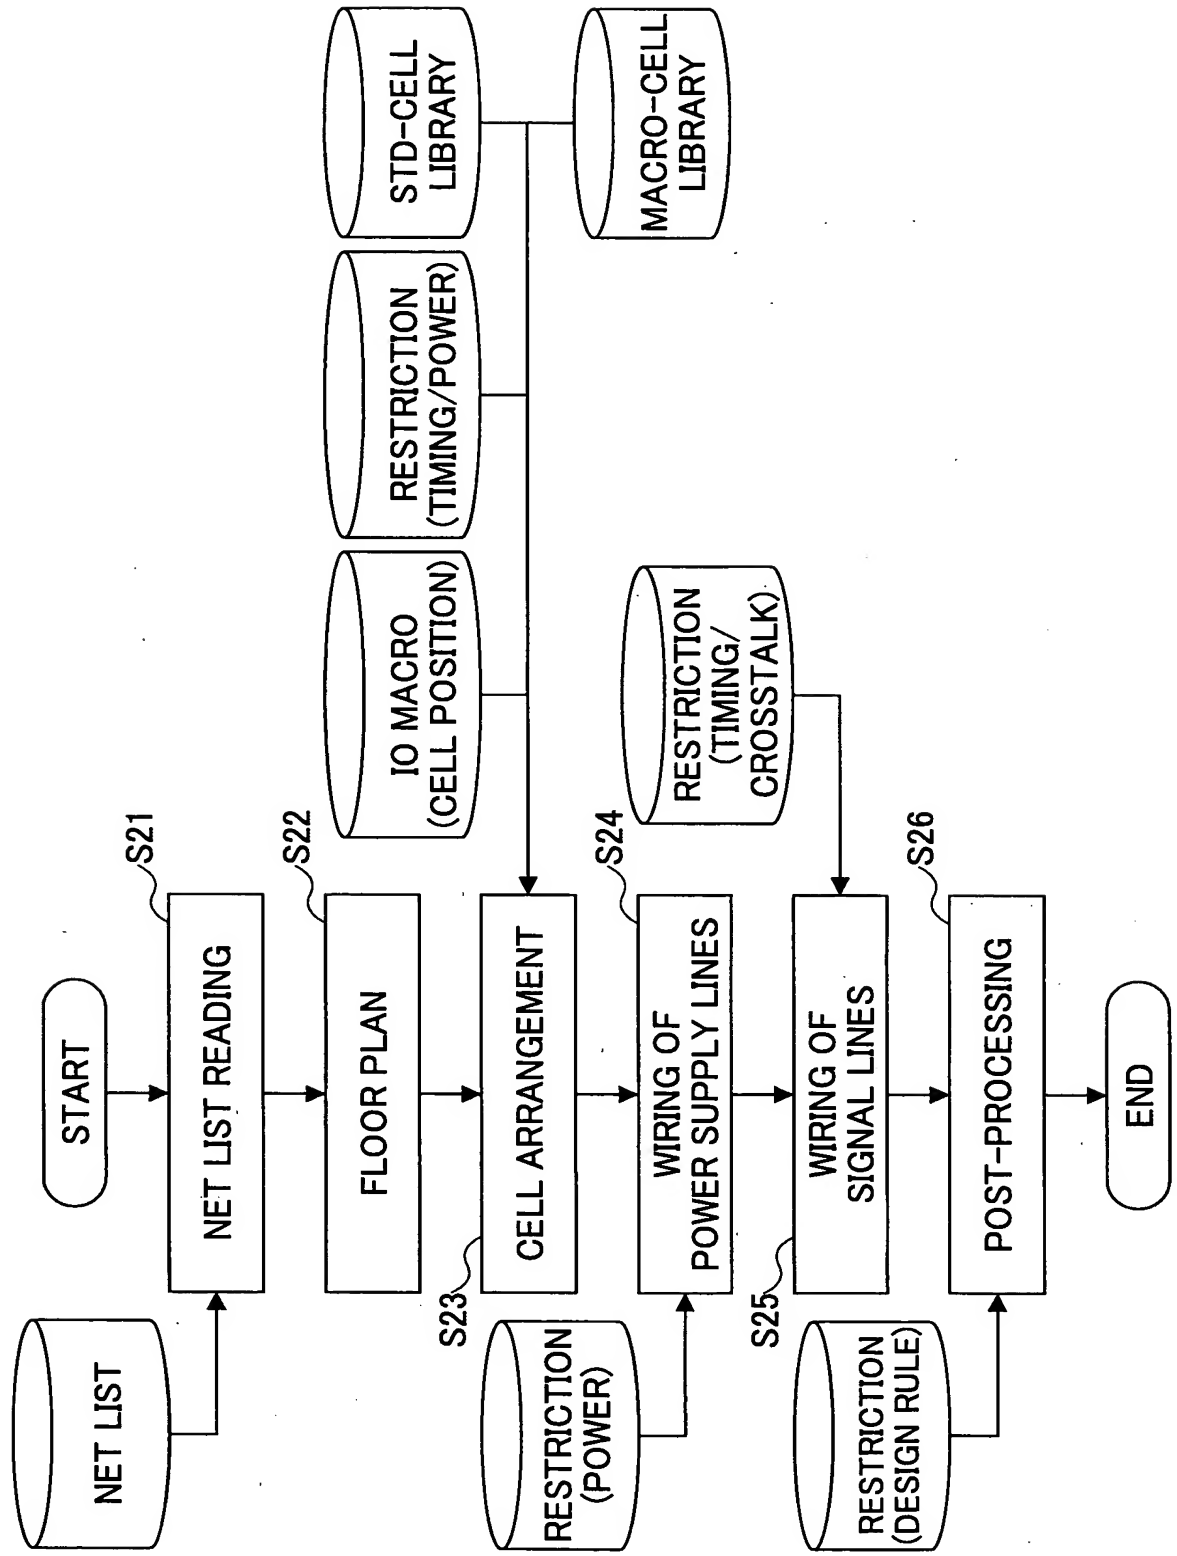 START
NET LIST
S21
NET LIST READING
S22
FLOOR PLAN
IO MACRO
(CELL POSITION)
RESTRICTION
(TIMING/POWER)
STD-CELL
LIBRARY
MACRO-CELL
LIBRARY
S23
CELL ARRANGEMENT
RESTRICTION
(POWER)
S24
WIRING OF
POWER SUPPLY LINES
RESTRICTION
(TIMING/
CROSSTALK)
S25
WIRING OF
SIGNAL LINES
RESTRICTION
(DESIGN RULE)
S26
POST-PROCESSING
END